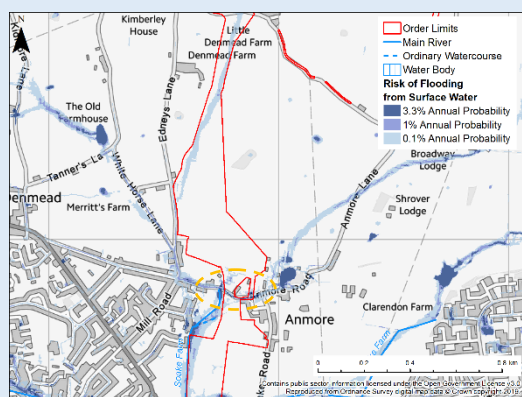 N
Kimberley
House
Little
Denmead Farm
Denmead Farm
Edneys Lane
The Old
Farmhouse
Tanner's La
White Horse Lane
Denmead
Merritt's Farm
Mill Road
Anmore Road
Anmore
Anmore Lane
Broadway
Lodge
Shrover
Lodge
Clarendon Farm
Soake Farm
Farm
Road
Order Limits
Main River
Ordinary Watercourse
Water Body
Risk of Flooding
from Surface Water
3.3% Annual Probability
1% Annual Probability
0.1% Annual Probability
0 0.2 0.4 0.8 km
Contains public sector information licensed under the Open Government License v3.0
Reproduced from Ordnance Survey digital map data © Crown copyright 2019